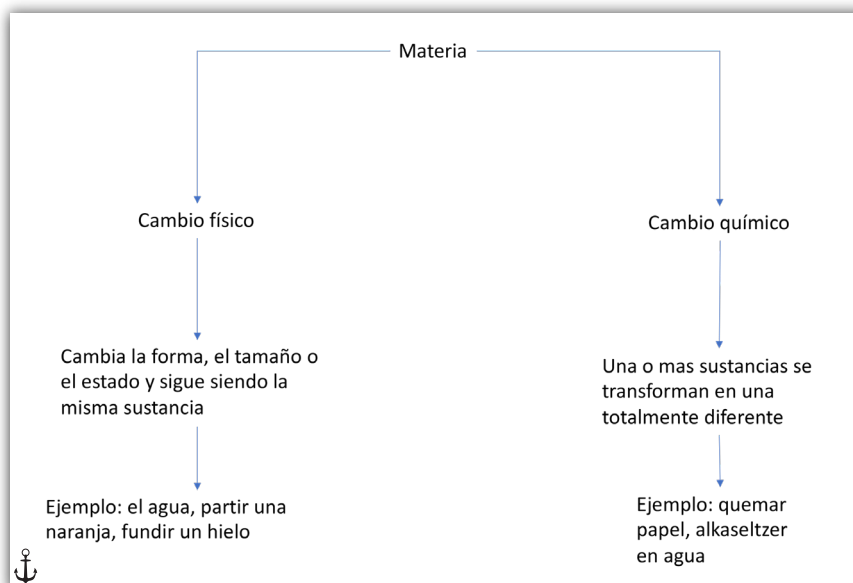 Materia
Cambio físico
Cambio químico
Cambia la forma, el tamaño o
el estado y sigue siendo la
misma sustancia
Una o mas sustancias se
transforman en una
totalmente diferente
Ejemplo: el agua, partir una
naranja, fundir un hielo
Ejemplo: quemar
papel, alkaseltzer
en agua